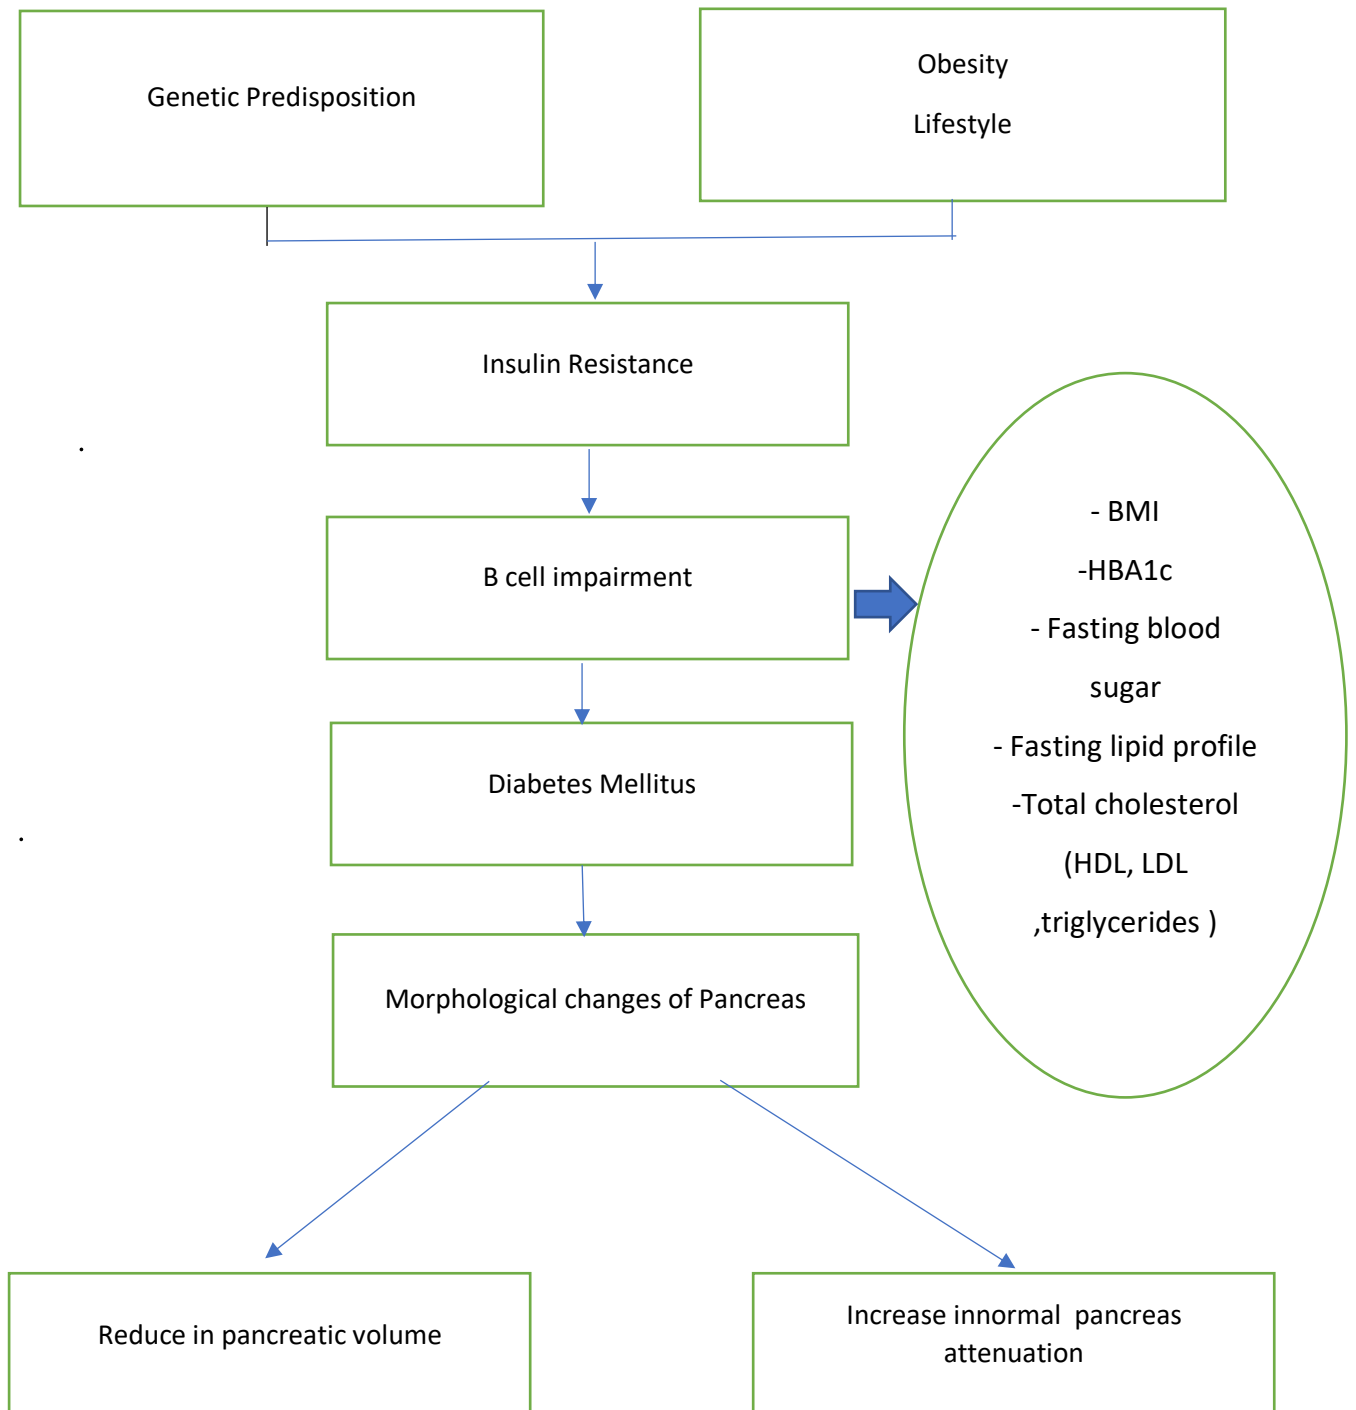 Genetic Predisposition
Obesity
Lifestyle
Insulin Resistance
.
B cell impairment
- BMI
-HBA1c
- Fasting blood
sugar
- Fasting lipid profile
-Total cholesterol
(HDL, LDL
,triglycerides )
Diabetes Mellitus
.
Morphological changes of Pancreas
Reduce in pancreatic volume
Increase innormal  pancreas
attenuation